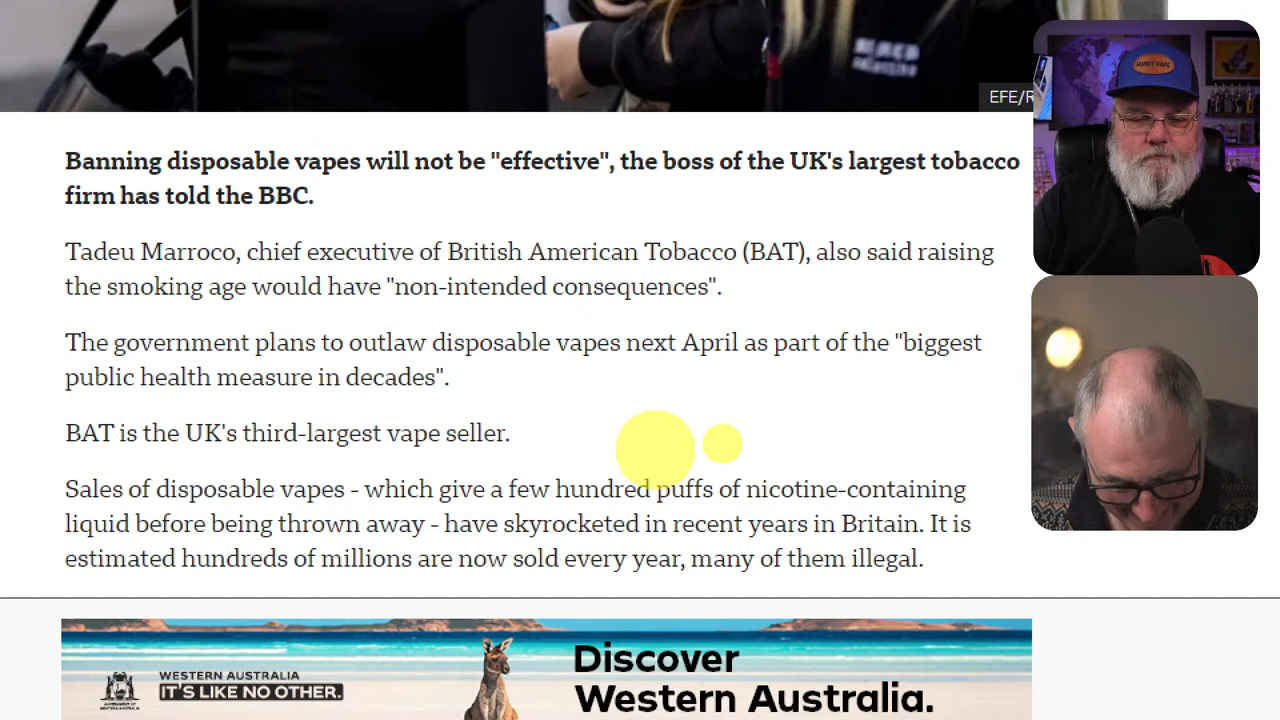 EFE/R
Banning disposable vapes will not be "effective", the boss of the UK's largest tobacco
firm has told the BBC.
Tadeu Marroco, chief executive of British American Tobacco (BAT), also said raising
the smoking age would have "non-intended consequences".
The government plans to outlaw disposable vapes next April as part of the "biggest
public health measure in decades".
BAT is the UK's third-largest vape seller.
Sales of disposable vapes - which give a few hundred puffs of nicotine-containing
liquid before being thrown away - have skyrocketed in recent years in Britain. It is
estimated hundreds of millions are now sold every year, many of them illegal.
WESTERN AUSTRALIA
IT'S LIKE NO OTHER.
Discover
Western Australia.